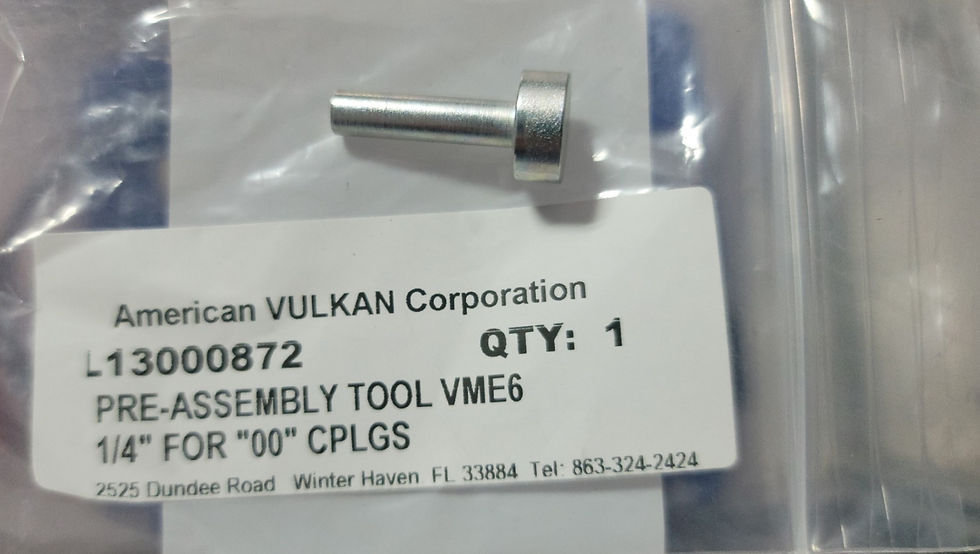 American VULKAN Corporation
L13000872 QTY: 1
PRE-ASSEMBLY TOOL VME6
1/4" FOR "00" CPLGS
2525 Dundee Road Winter Haven FL 33884 Tel: 863-324-2424